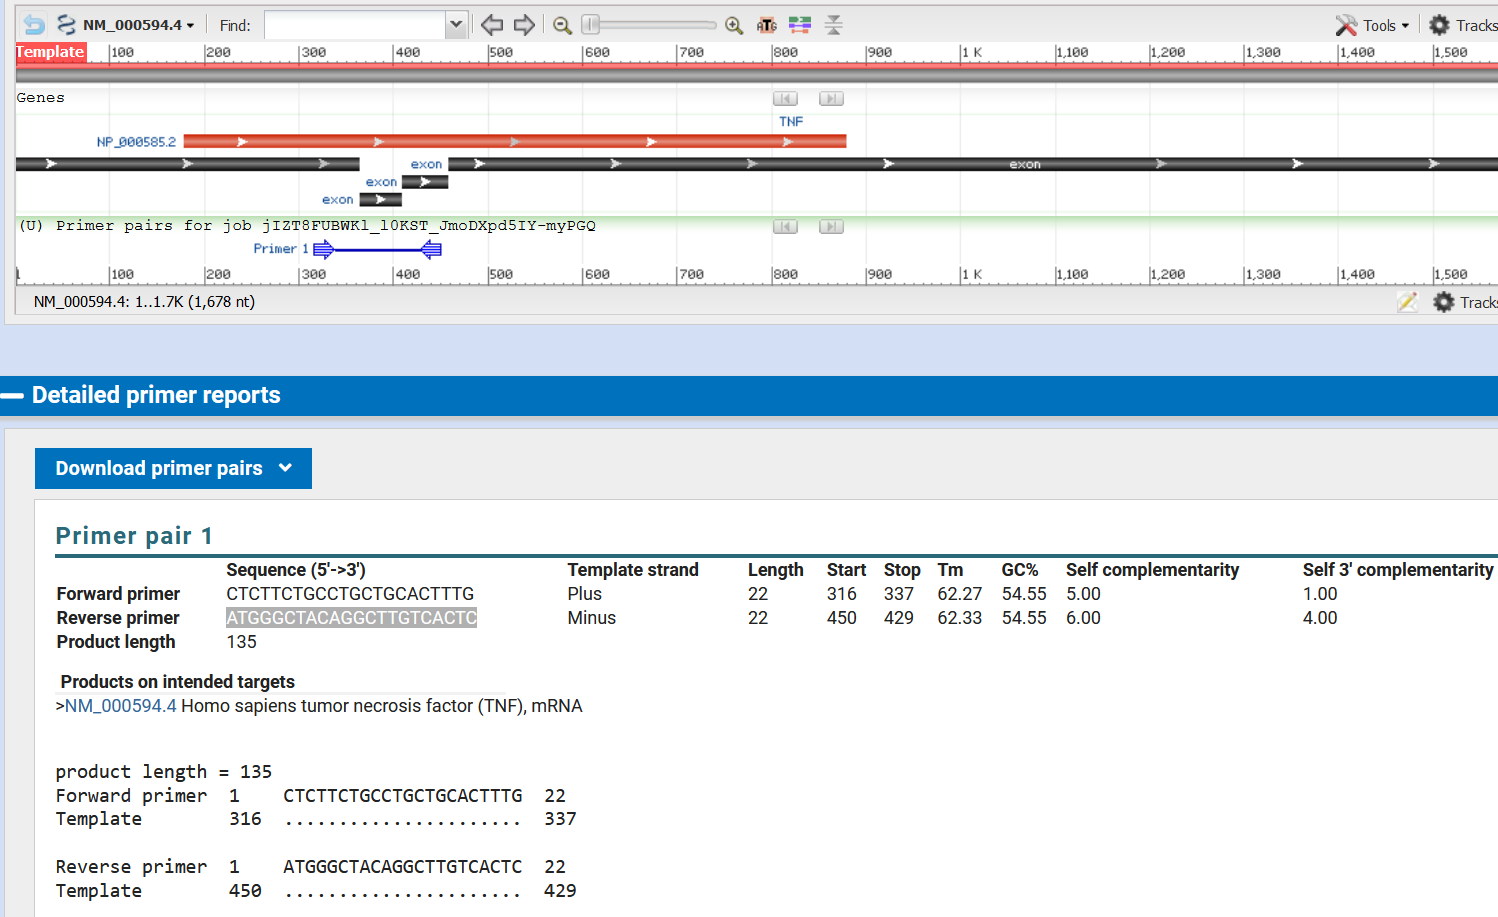 NM_000594.4 Find: ATG Tools Tracks
Template 100 200 300 400 500 600 700 800 900 1 K 1,100 1,200 1,300 1,400 1,500
Genes
TNF
NP_000585.2
exon exon
exon
exon
(U) Primer pairs for job jIZT8FUBWKl_l0KST_JmoDXpd5IY-myPGQ
Primer 1
1 100 200 300 400 500 600 700 800 900 1 K 1,100 1,200 1,300 1,400 1,500
NM_000594.4: 1..1.7K (1,678 nt) Tracks
Detailed primer reports
Download primer pairs
Primer pair 1
Sequence (5'->3') Template strand Length Start Stop Tm GC% Self complementarity Self 3' complementarity
Forward primer CTCTTCTGCCTGCTGCACTTTG Plus 22 316 337 62.27 54.55 5.00 1.00
Reverse primer ATGGGCTACAGGCTTGTCACTC Minus 22 450 429 62.33 54.55 6.00 4.00
Product length 135
Products on intended targets
>NM_000594.4 Homo sapiens tumor necrosis factor (TNF), mRNA
product length = 135
Forward primer 1 CTCTTCTGCCTGCTGCACTTTG 22
Template 316 ...................... 337
Reverse primer 1 ATGGGCTACAGGCTTGTCACTC 22
Template 450 ...................... 429